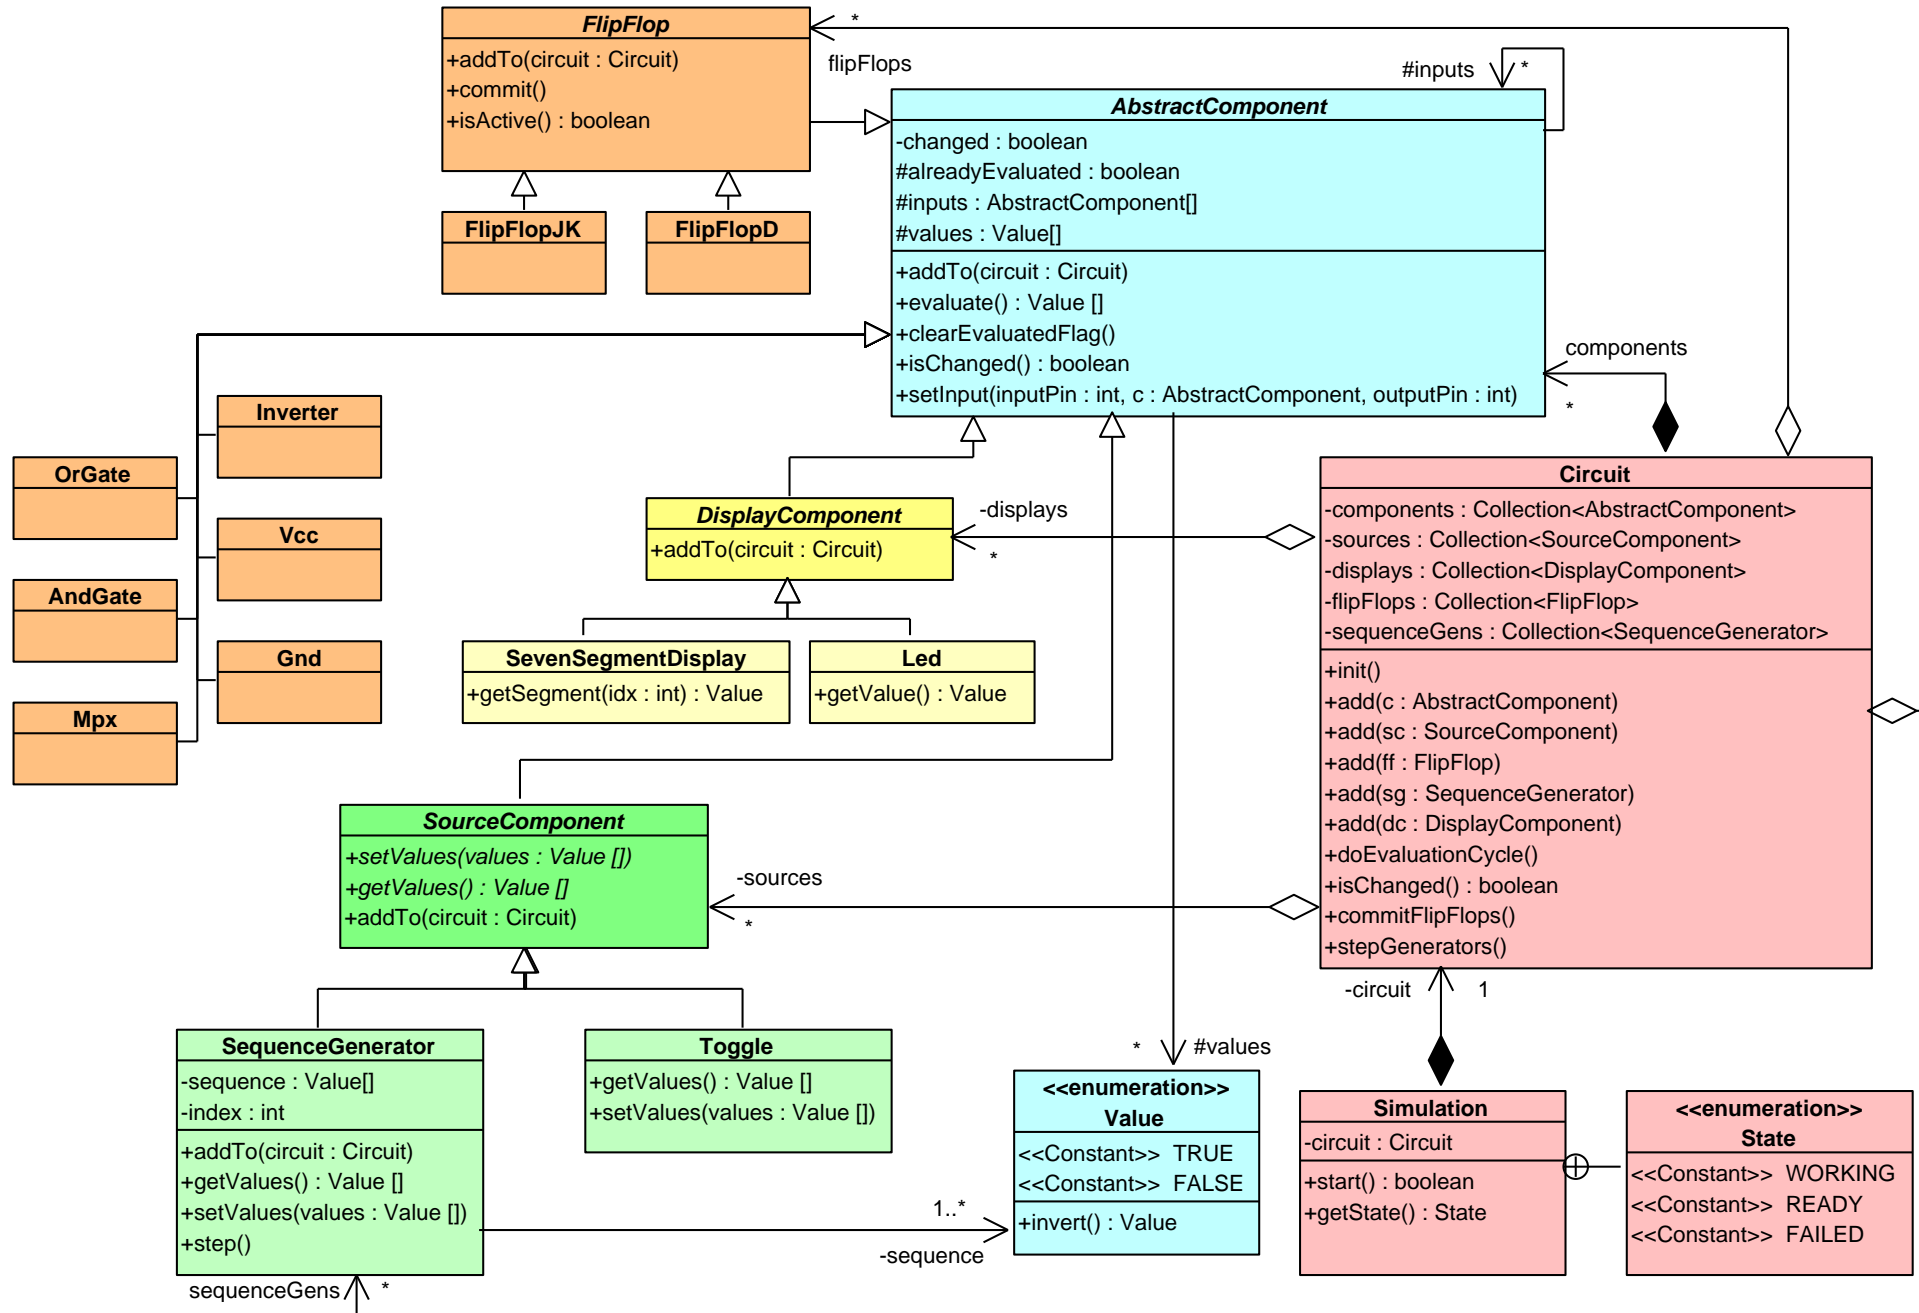 FlipFlop
+addTo(circuit : Circuit)
+commit()
+isActive() : boolean
*
flipFlops
#inputs
*
AbstractComponent
-changed : boolean
#alreadyEvaluated : boolean
#inputs : AbstractComponent[]
#values : Value[]
+addTo(circuit : Circuit)
+evaluate() : Value []
+clearEvaluatedFlag()
+isChanged() : boolean
+setInput(inputPin : int, c : AbstractComponent, outputPin : int)
FlipFlopJK
FlipFlopD
components
*
Inverter
OrGate
Vcc
AndGate
Gnd
Mpx
DisplayComponent
+addTo(circuit : Circuit)
-displays
*
SevenSegmentDisplay
+getSegment(idx : int) : Value
Led
+getValue() : Value
Circuit
-components : Collection<AbstractComponent>
-sources : Collection<SourceComponent>
-displays : Collection<DisplayComponent>
-flipFlops : Collection<FlipFlop>
-sequenceGens : Collection<SequenceGenerator>
+init()
+add(c : AbstractComponent)
+add(sc : SourceComponent)
+add(ff : FlipFlop)
+add(sg : SequenceGenerator)
+add(dc : DisplayComponent)
+doEvaluationCycle()
+isChanged() : boolean
+commitFlipFlops()
+stepGenerators()
SourceComponent
+setValues(values : Value [])
+getValues() : Value []
+addTo(circuit : Circuit)
-sources
*
-circuit
1
SequenceGenerator
-sequence : Value[]
-index : int
+addTo(circuit : Circuit)
+getValues() : Value []
+setValues(values : Value [])
+step()
Toggle
+getValues() : Value []
+setValues(values : Value [])
*
#values
<<enumeration>>
Value
<<Constant>> TRUE
<<Constant>> FALSE
+invert() : Value
1..*
-sequence
Simulation
-circuit : Circuit
+start() : boolean
+getState() : State
<<enumeration>>
State
<<Constant>> WORKING
<<Constant>> READY
<<Constant>> FAILED
sequenceGens
*